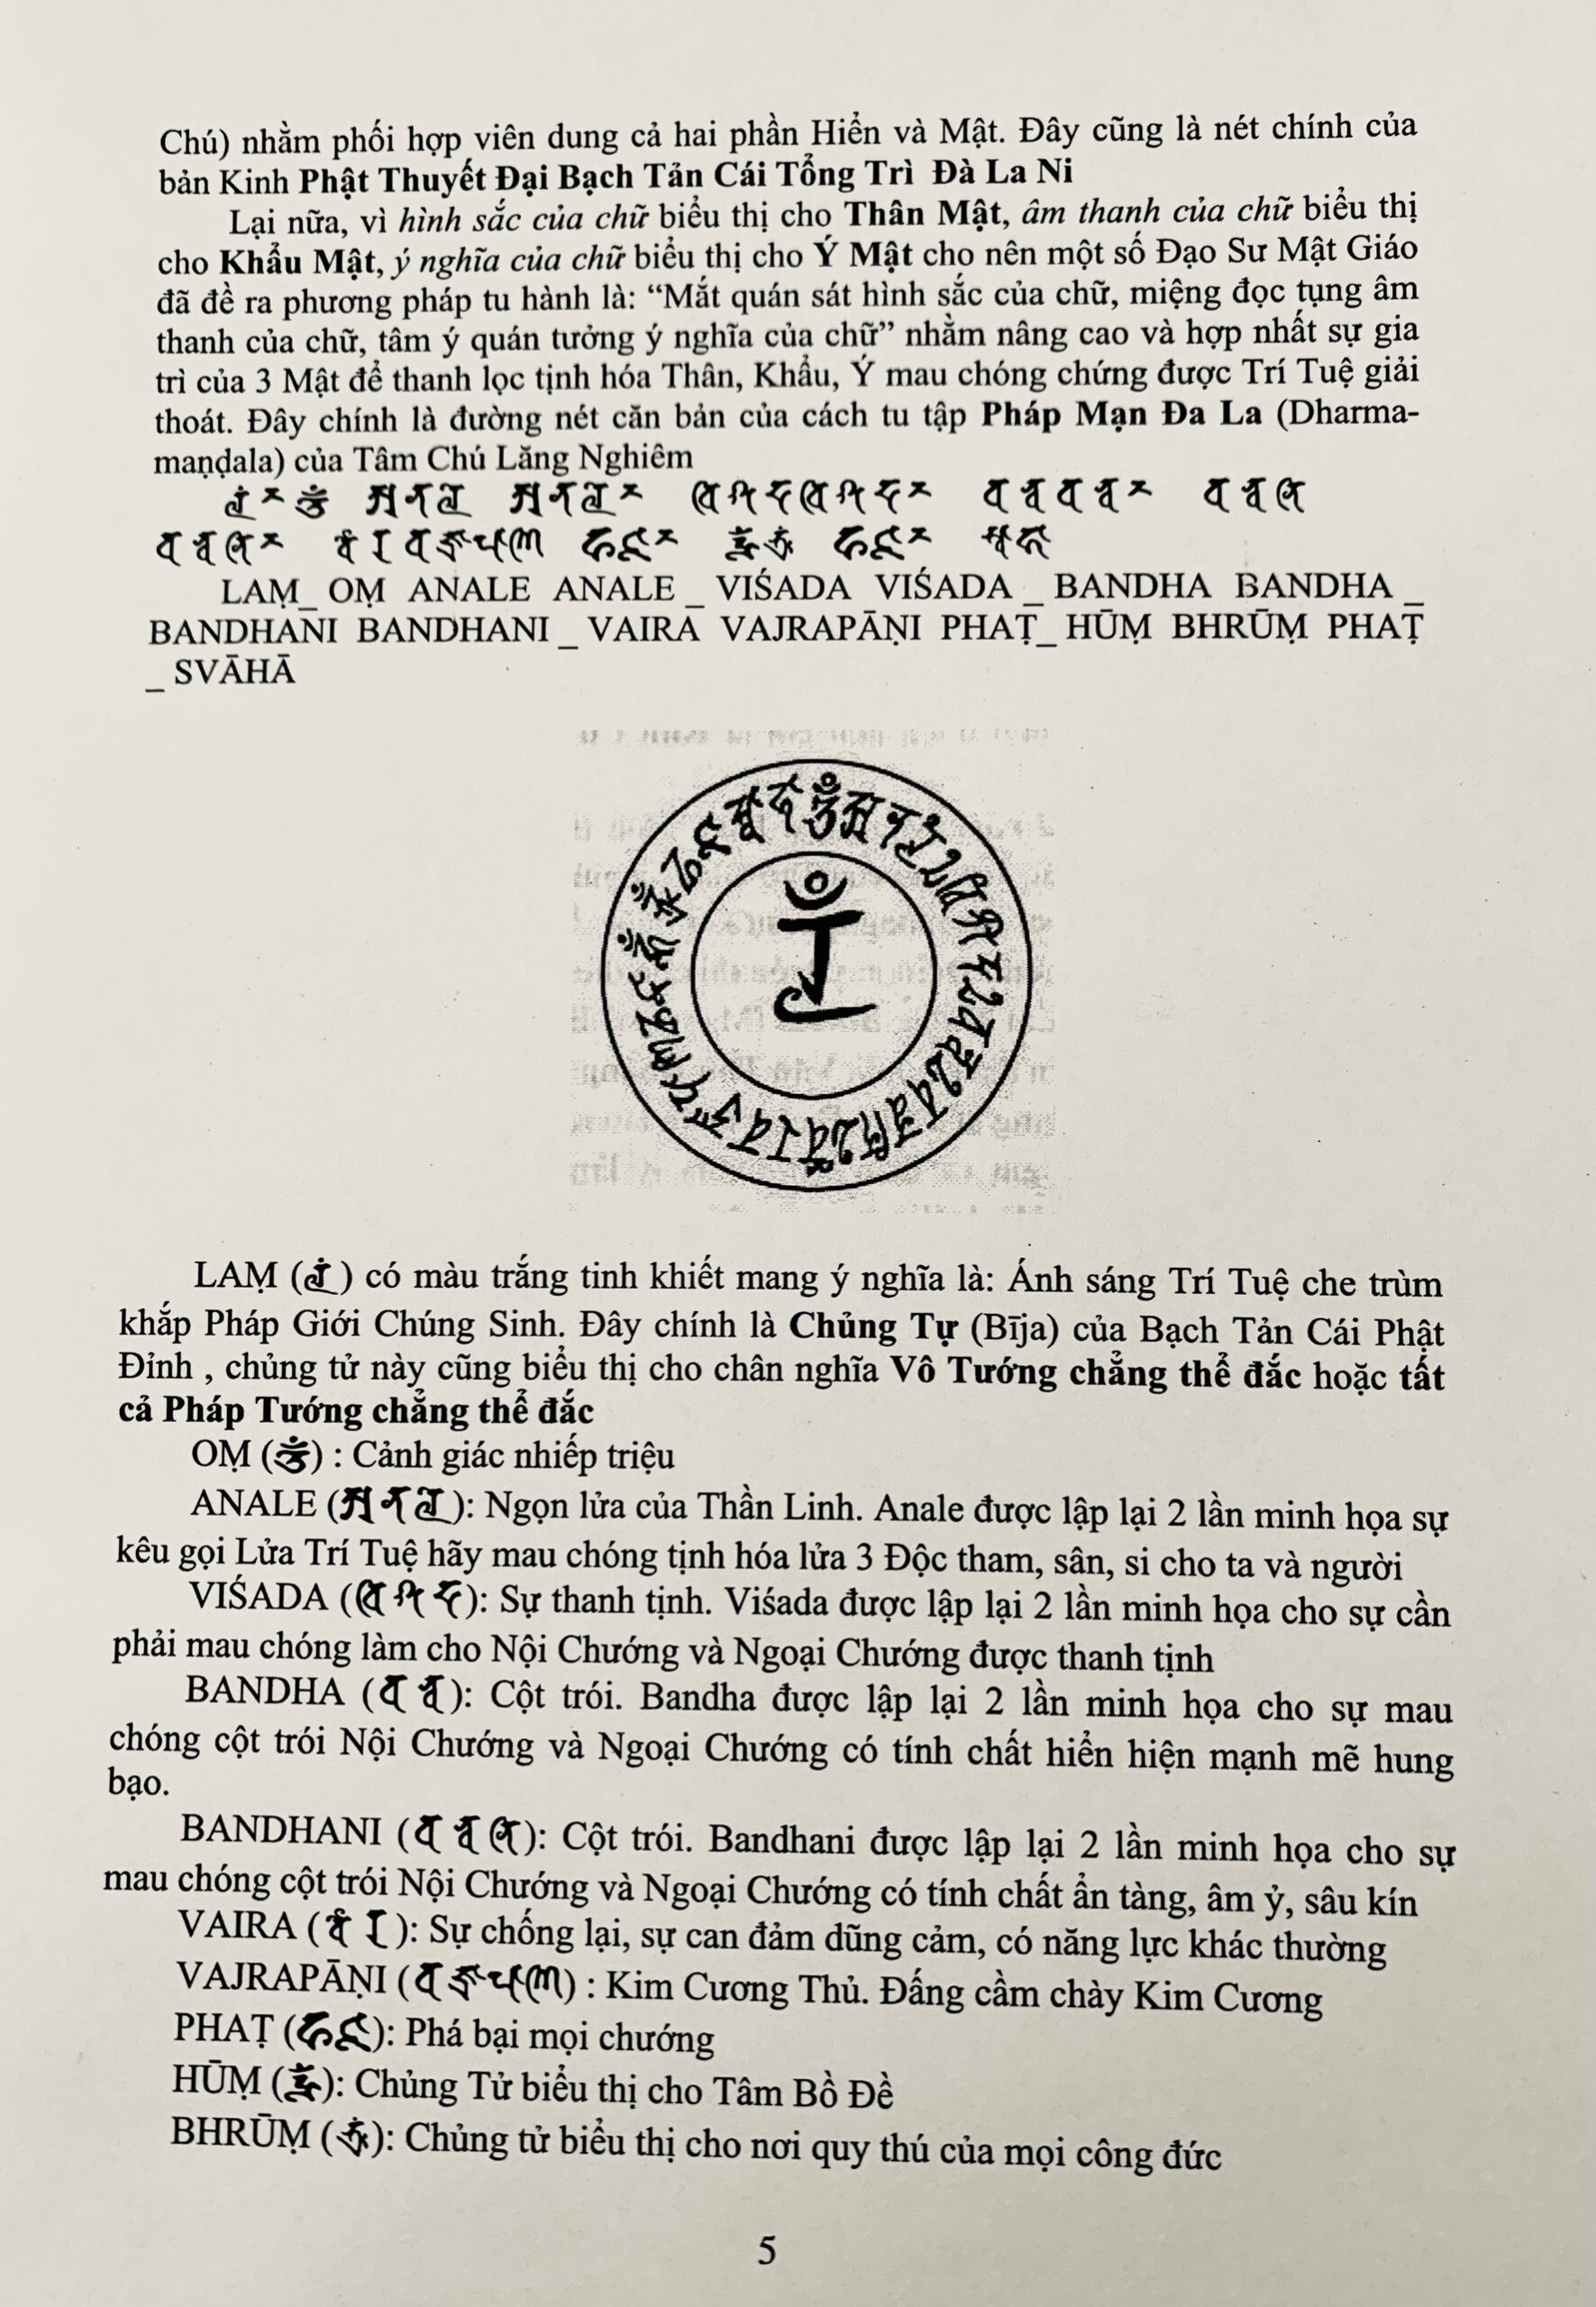 Chú) nhằm phối hợp viên dung cả hai phần Hiển và Mật. Đây cũng là nét chính của
bản Kinh Phật Thuyết Đại Bạch Tản Cái Tổng Trì Đà La Ni
Lại nữa, vì hình sắc của chữ biểu thị cho Thân Mật, âm thanh của chữ biểu thị
cho Khẩu Mật, ý nghĩa của chữ biểu thị cho Ý Mật cho nên một số Đạo Sư Mật Giáo
đã đề ra phương pháp tu hành là: “Mắt quán sát hình sắc của chữ, miệng đọc tụng âm
thanh của chữ, tâm ý quán tưởng ý nghĩa của chữ” nhằm nâng cao và hợp nhất sự gia
trì của 3 Mật để thanh lọc tịnh hóa Thân, Khẩu, Ý mau chóng chứng được Trí Tuệ giải
thoát. Đây chính là đường nét căn bản của cách tu tập Pháp Mạn Đa La (Dharma-
maṇḍala) của Tâm Chú Lăng Nghiêm
LAṂ_ OṂ ANALE ANALE _ VIŚADA VIŚADA _ BANDHA BANDHA _
BANDHANI BANDHANI _ VAIRA VAJRAPĀṆI PHAṬ_ HŪṂ BHRŪṂ PHAṬ
_ SVĀHĀ
LAṂ ( ) có màu trắng tinh khiết mang ý nghĩa là: Ánh sáng Trí Tuệ che trùm
khắp Pháp Giới Chúng Sinh. Đây chính là Chủng Tự (Bīja) của Bạch Tản Cái Phật
Đỉnh , chủng tử này cũng biểu thị cho chân nghĩa Vô Tướng chẳng thể đắc hoặc tất
cả Pháp Tướng chẳng thể đắc
OṂ ( ) : Cảnh giác nhiếp triệu
ANALE ( ): Ngọn lửa của Thần Linh. Anale được lập lại 2 lần minh họa sự
kêu gọi Lửa Trí Tuệ hãy mau chóng tịnh hóa lửa 3 Độc tham, sân, si cho ta và người
VIŚADA ( ): Sự thanh tịnh. Viśada được lập lại 2 lần minh họa cho sự cần
phải mau chóng làm cho Nội Chướng và Ngoại Chướng được thanh tịnh
BANDHA ( ): Cột trói. Bandha được lập lại 2 lần minh họa cho sự mau
chóng cột trói Nội Chướng và Ngoại Chướng có tính chất hiển hiện mạnh mẽ hung
bạo.
BANDHANI ( ): Cột trói. Bandhani được lập lại 2 lần minh họa cho sự
mau chóng cột trói Nội Chướng và Ngoại Chướng có tính chất ẩn tàng, âm ỷ, sâu kín
VAIRA ( ): Sự chống lại, sự can đảm dũng cảm, có năng lực khác thường
VAJRAPĀṆI ( ) : Kim Cương Thủ. Đấng cầm chày Kim Cương
PHAṬ ( ): Phá bại mọi chướng
HŪṂ ( ): Chủng Tử biểu thị cho Tâm Bồ Đề
BHRŪṂ ( ): Chủng tử biểu thị cho nơi quy thú của mọi công đức
5